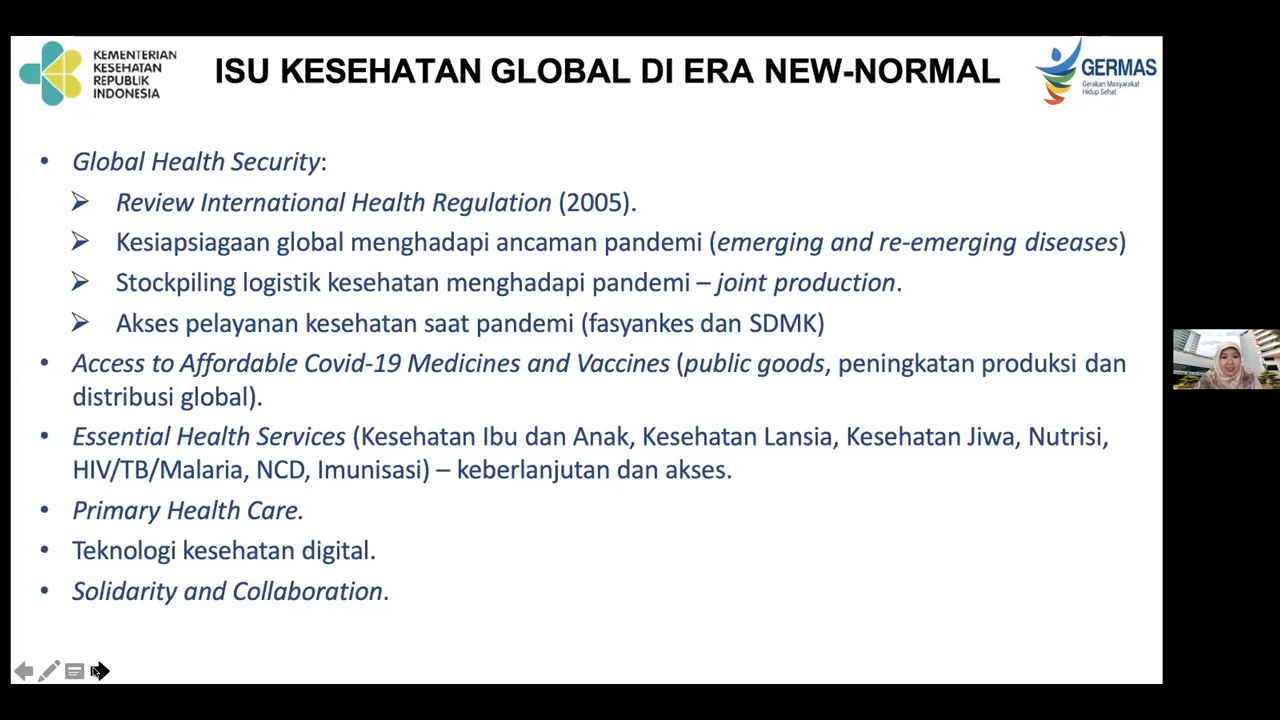 KEMENTERIAN
KESEHATAN
REPUBLIK
INDONESIA
ISU KESEHATAN GLOBAL DI ERA NEW-NORMAL
GERMAS
Gerakan Masyarakat
Hidup Sehat
• Global Health Security:
➢ Review International Health Regulation (2005).
➢ Kesiapsiagaan global menghadapi ancaman pandemi (emerging and re-emerging diseases)
➢ Stockpiling logistik kesehatan menghadapi pandemi – joint production.
➢ Akses pelayanan kesehatan saat pandemi (fasyankes dan SDMK)
• Access to Affordable Covid-19 Medicines and Vaccines (public goods, peningkatan produksi dan
distribusi global).
• Essential Health Services (Kesehatan Ibu dan Anak, Kesehatan Lansia, Kesehatan Jiwa, Nutrisi,
HIV/TB/Malaria, NCD, Imunisasi) – keberlanjutan dan akses.
• Primary Health Care.
• Teknologi kesehatan digital.
• Solidarity and Collaboration.